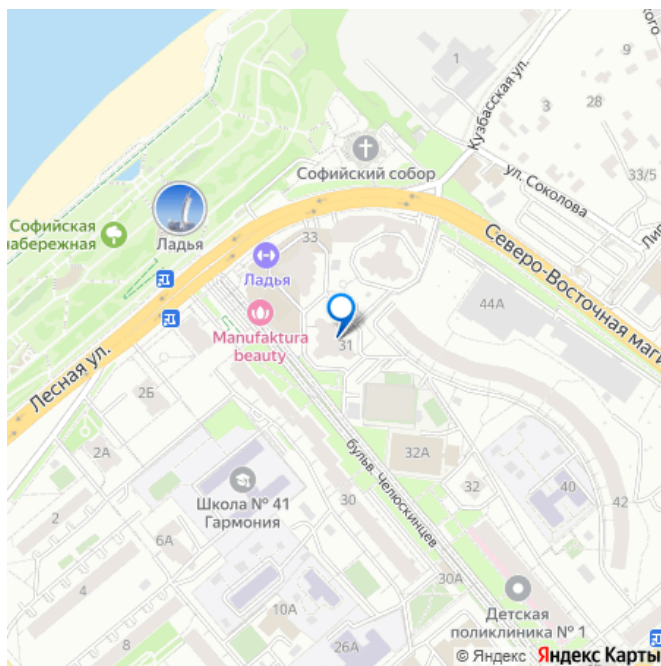 1
9
3
28
33/5
Кузбасская ул.
ул. Соколова
Софийский собор
Софийская
набережная
Ладья
33
Ладья
Северо-Восточная маги
44А
Manufaktura
beauty
31
Лесная ул.
2Б
2А
бульв. Челюскинцев
32А
32
40
42
Школа № 41
Гармония
30
2
6А
4
8
10А
26А
30А
Детская
поликлиника № 1
© Яндекс Яндекс Карты